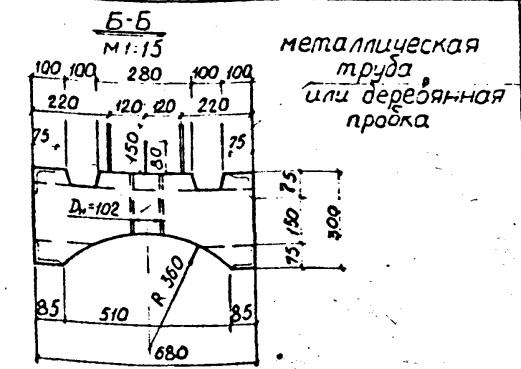 Б-Б
М 1:15
металлическая
труба
или деревянная
пробка
100 100 280 100 100
220 120 120 220
75 150 80 75
Dн=102
75 150 75 300
R 360
85 510 85
680